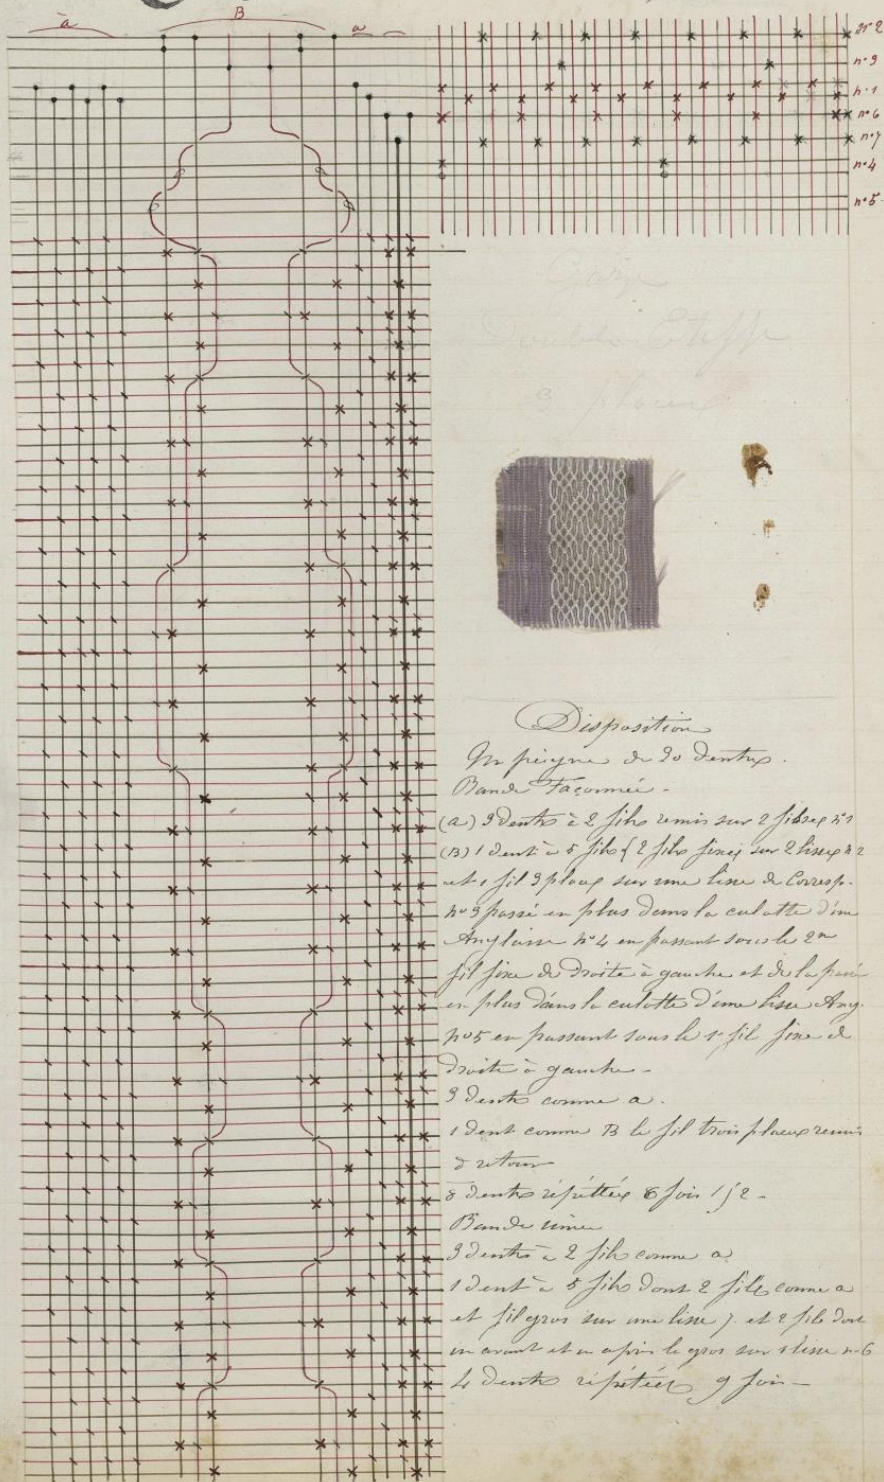 a B a
n° 2
n° 3
n° 1
n° 6
n° 7
n° 4
n° 5
Gaze
Double Etoffe
3 places
Disposition
Un peigne de 20 dents.
Bande Façonnée.
(a) 3 dents à 2 fils remis sur 2 lisses n° 1
(B) 1 dent à 5 fils { 2 fils fixes sur 2 lisses n 2
et 1 fil 3 places sur une lisse de Corresp.
n° 3 passé en plus dans la culotte d'une
Anglaise n° 4 en passant sous le 2me
fil fixe de droite à gauche et de la passé
en plus dans la culotte d'une lisse Ang.
n° 5 en passant sous le 1r fil fixe de
droite à gauche.
3 dents comme a.
1 dent comme B le fil trois places remis
à retour
8 dents répettées 6 fois 1/2 -
Bande unie
3 dents à 2 fils comme a
1 dent à 5 fils dont 2 fils comme a
et fil gros sur une lisse 7. et 2 fils dont
un avant et un après le gros sur 1 lisse n-6
4 dents répétées 9 fois -